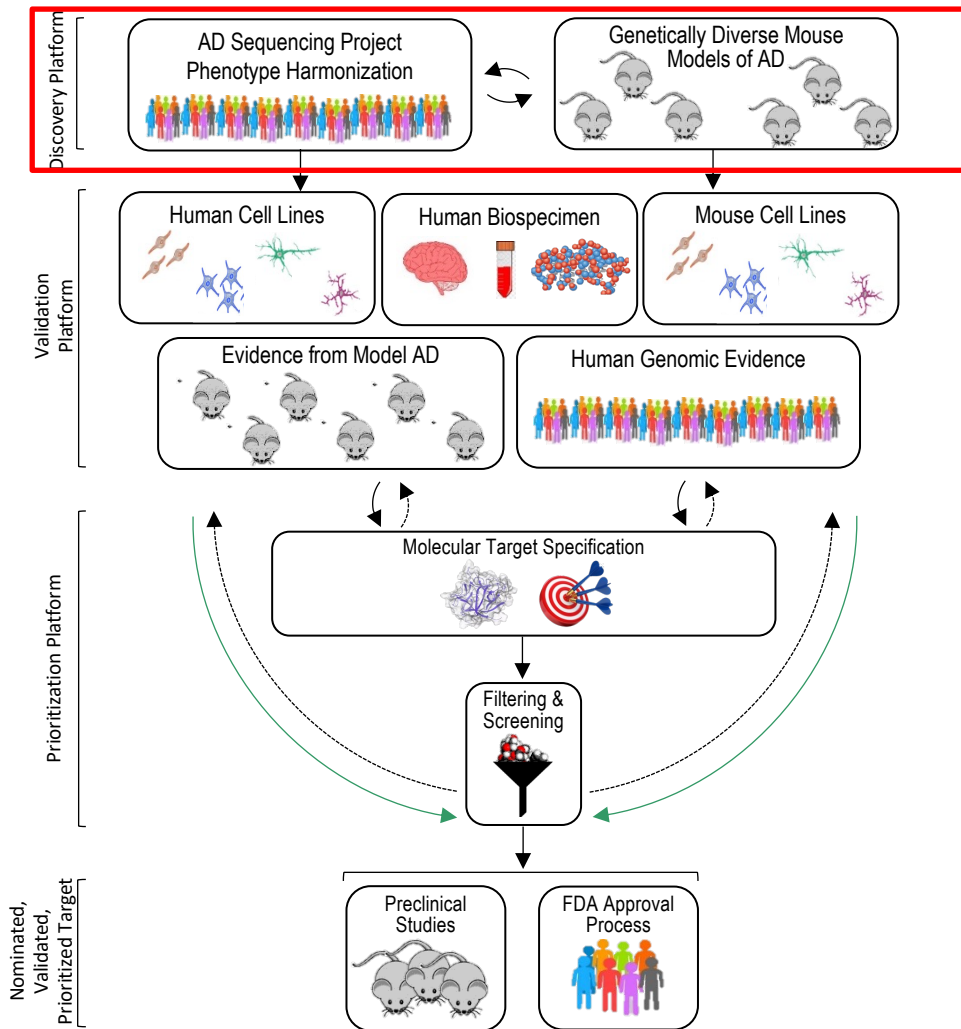 Discovery Platform
AD Sequencing Project
Phenotype Harmonization
Genetically Diverse Mouse
Models of AD
Validation
Platform
Human Cell Lines
Human Biospecimen
Mouse Cell Lines
Evidence from Model AD
Human Genomic Evidence
Prioritization Platform
Molecular Target Specification
Filtering &
Screening
Nominated,
Validated,
Prioritized Target
Preclinical
Studies
FDA Approval
Process